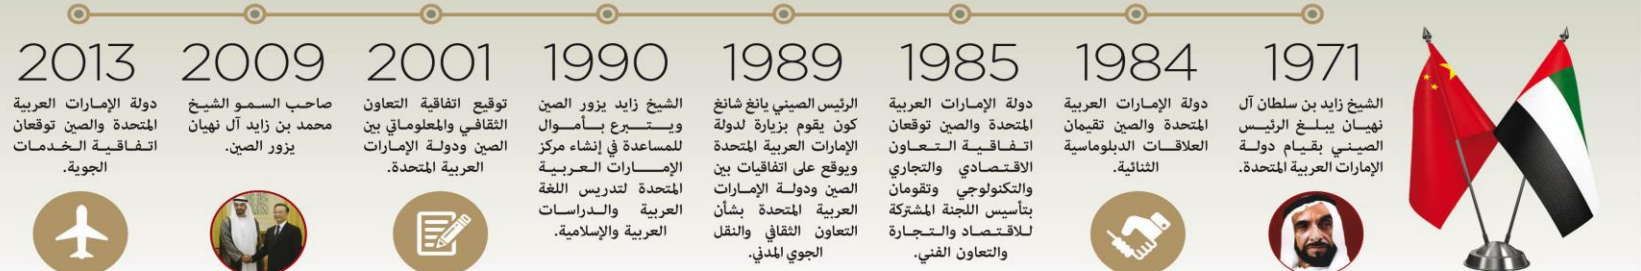 1971
الشيخ زايد بن سلطان آل
نهيان يبلغ الرئيس
الصيني بقيام دولة
الإمارات العربية المتحدة.
1984
دولة الإمارات العربية
المتحدة والصين تقيمان
العلاقات الدبلوماسية
الثنائية.
1985
دولة الإمارات العربية
المتحدة والصين توقعان
اتفاقية التعاون
الاقتصادي والتجاري
والتكنولوجي وتقومان
بتأسيس اللجنة المشتركة
للاقتصاد والتجارة
والتعاون الفني.
1989
الرئيس الصيني يانغ شانغ
كون يقوم بزيارة لدولة
الإمارات العربية المتحدة
ويوقع على اتفاقيات بين
الصين ودولة الإمارات
العربية المتحدة بشأن
التعاون الثقافي والنقل
الجوي المدني.
1990
الشيخ زايد يزور الصين
ويتبرع بأموال
للمساعدة في إنشاء مركز
الإمارات العربية
المتحدة لتدريس اللغة
العربية والدراسات
العربية والإسلامية.
2001
توقيع اتفاقية التعاون
الثقافي والمعلوماتي بين
الصين ودولة الإمارات
العربية المتحدة.
2009
صاحب السمو الشيخ
محمد بن زايد آل نهيان
يزور الصين.
2013
دولة الإمارات العربية
المتحدة والصين توقعان
اتفاقية الخدمات
الجوية.